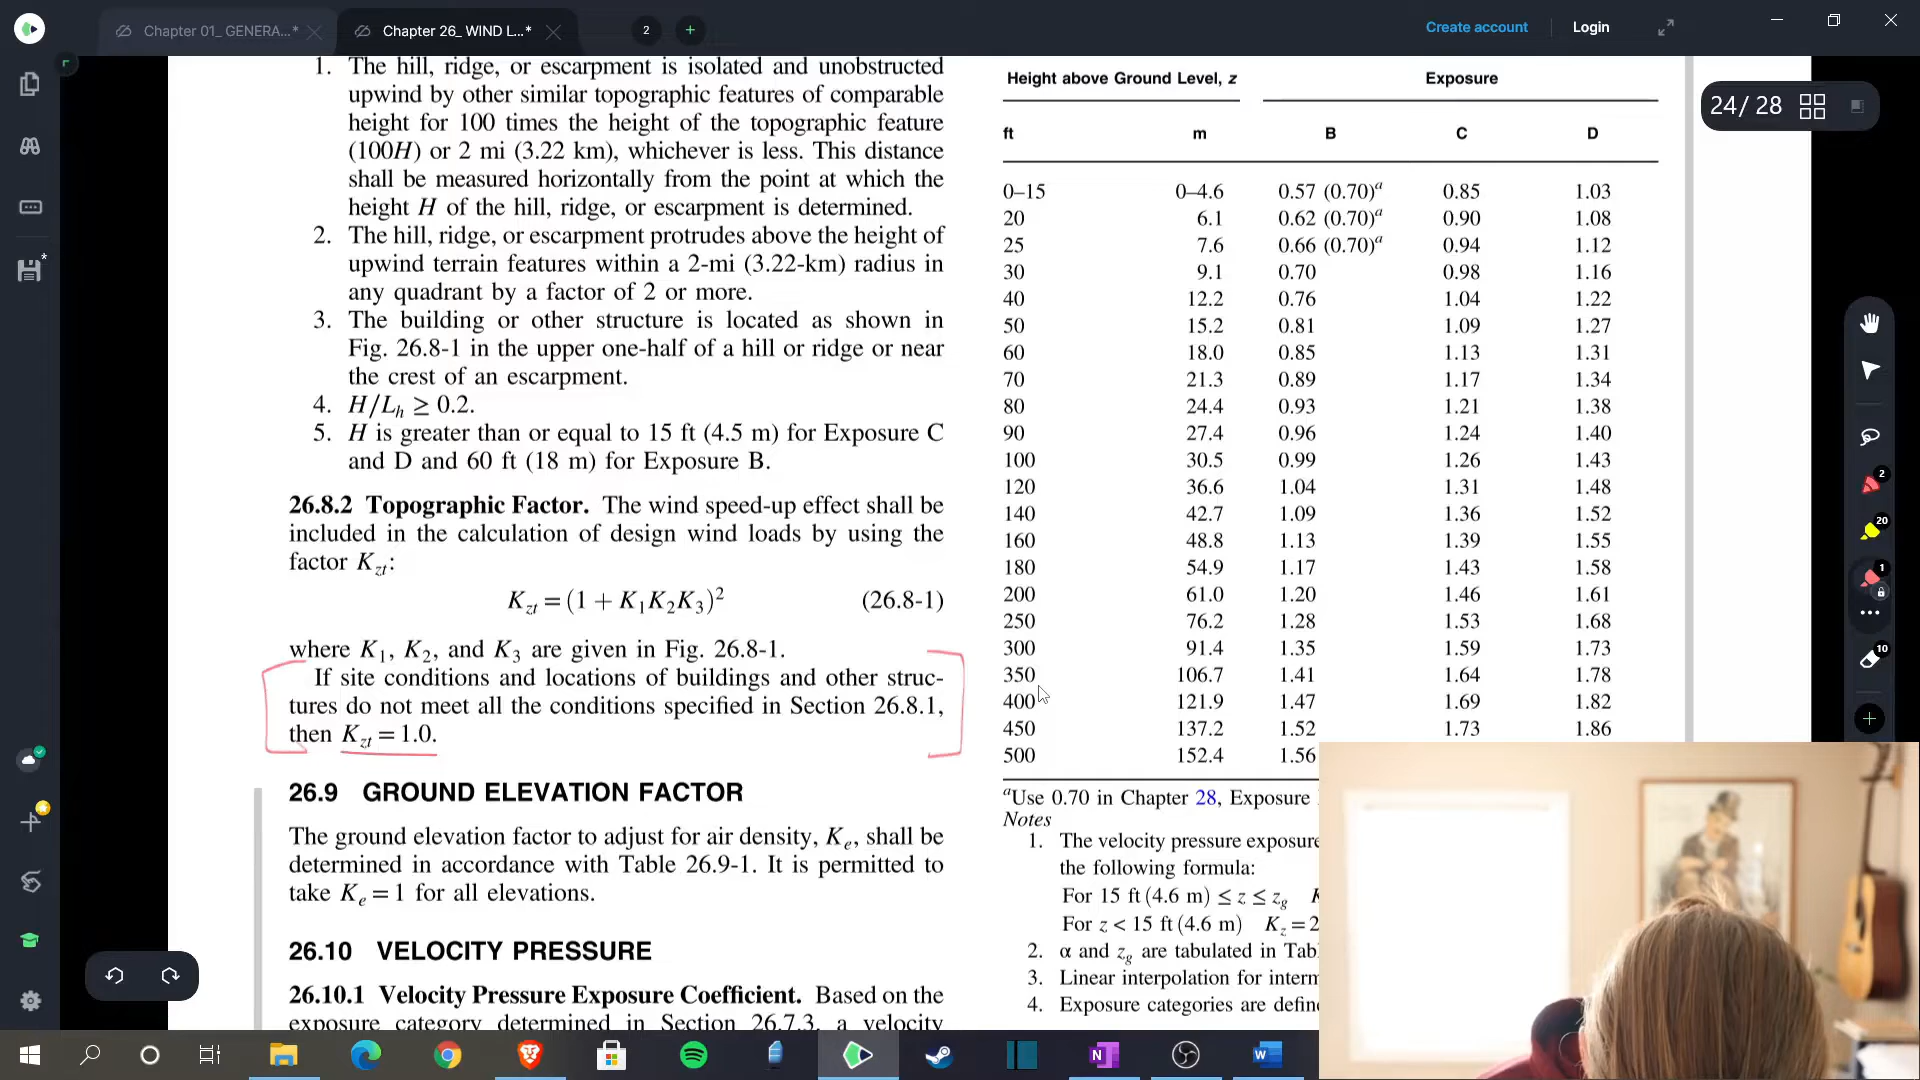 Chapter 01_ GENERA...*
Chapter 26_ WIND L...*
2
Create account
Login
24/ 28
1. The hill, ridge, or escarpment is isolated and unobstructed
upwind by other similar topographic features of comparable
height for 100 times the height of the topographic feature
(100H) or 2 mi (3.22 km), whichever is less. This distance
shall be measured horizontally from the point at which the
height H of the hill, ridge, or escarpment is determined.
2. The hill, ridge, or escarpment protrudes above the height of
upwind terrain features within a 2-mi (3.22-km) radius in
any quadrant by a factor of 2 or more.
3. The building or other structure is located as shown in
Fig. 26.8-1 in the upper one-half of a hill or ridge or near
the crest of an escarpment.
4. H/Lh ≥ 0.2.
5. H is greater than or equal to 15 ft (4.5 m) for Exposure C
and D and 60 ft (18 m) for Exposure B.
26.8.2 Topographic Factor. The wind speed-up effect shall be
included in the calculation of design wind loads by using the
factor Kzt:
Kzt = (1 + K1K2K3)² (26.8-1)
where K1, K2, and K3 are given in Fig. 26.8-1.
If site conditions and locations of buildings and other struc-
tures do not meet all the conditions specified in Section 26.8.1,
then Kzt = 1.0.
26.9 GROUND ELEVATION FACTOR
The ground elevation factor to adjust for air density, Ke, shall be
determined in accordance with Table 26.9-1. It is permitted to
take Ke = 1 for all elevations.
26.10 VELOCITY PRESSURE
26.10.1 Velocity Pressure Exposure Coefficient. Based on the
exposure category determined in Section 26.7.3, a velocity
Height above Ground Level, z Exposure
ft m B C D
0–15 0–4.6 0.57 (0.70)ᵃ 0.85 1.03
20 6.1 0.62 (0.70)ᵃ 0.90 1.08
25 7.6 0.66 (0.70)ᵃ 0.94 1.12
30 9.1 0.70 0.98 1.16
40 12.2 0.76 1.04 1.22
50 15.2 0.81 1.09 1.27
60 18.0 0.85 1.13 1.31
70 21.3 0.89 1.17 1.34
80 24.4 0.93 1.21 1.38
90 27.4 0.96 1.24 1.40
100 30.5 0.99 1.26 1.43
120 36.6 1.04 1.31 1.48
140 42.7 1.09 1.36 1.52
160 48.8 1.13 1.39 1.55
180 54.9 1.17 1.43 1.58
200 61.0 1.20 1.46 1.61
250 76.2 1.28 1.53 1.68
300 91.4 1.35 1.59 1.73
350 106.7 1.41 1.64 1.78
400 121.9 1.47 1.69 1.82
450 137.2 1.52 1.73 1.86
500 152.4 1.56
ᵃUse 0.70 in Chapter 28, Exposure
Notes
1. The velocity pressure exposure
the following formula:
For 15 ft (4.6 m) ≤ z ≤ zg
For z < 15 ft (4.6 m) Kz = 2
2. α and zg are tabulated in
3. Linear interpolation for
4. Exposure categories are
2
20
1
10